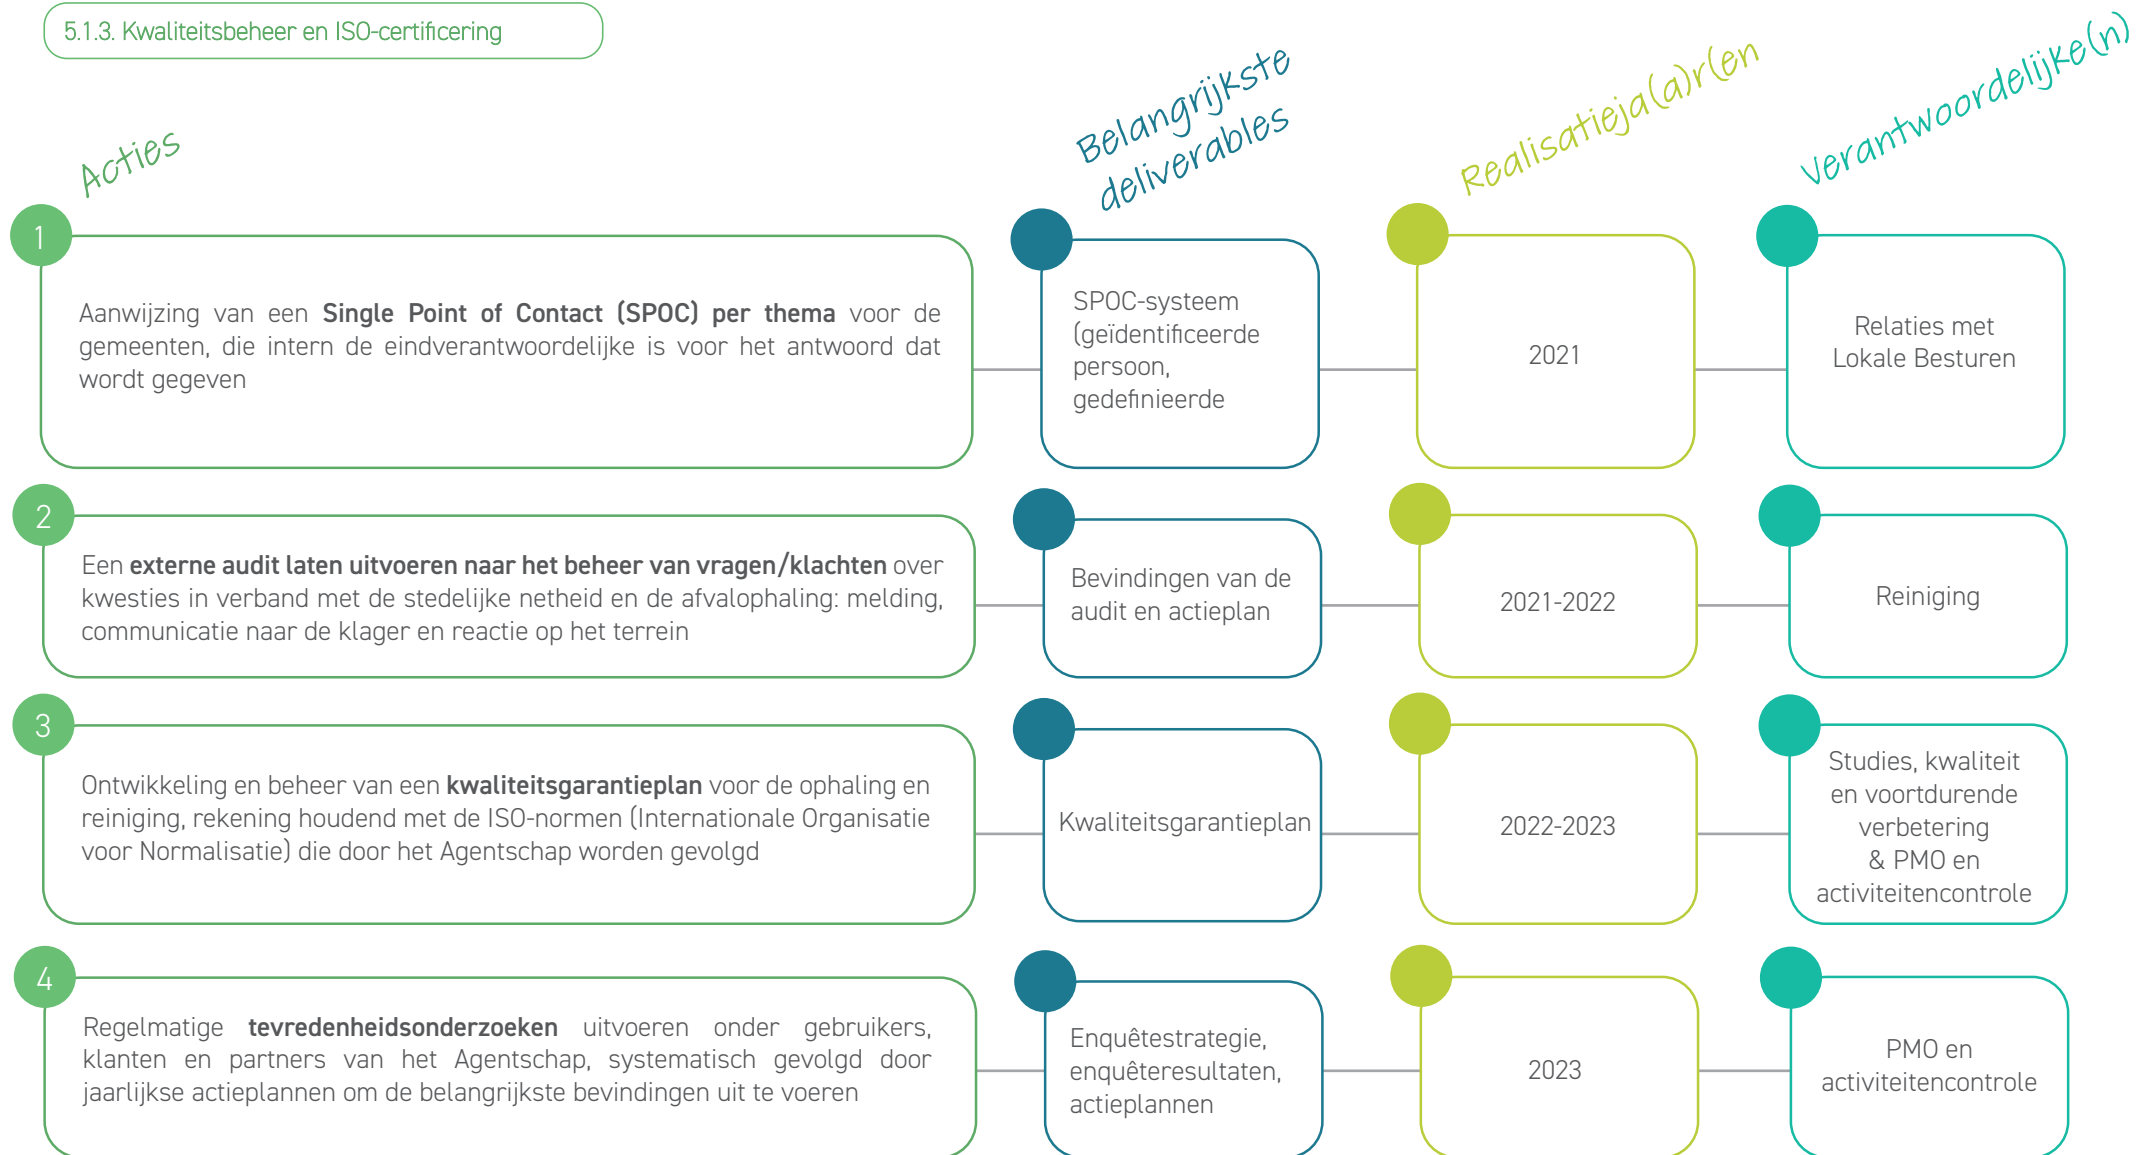 5.1.3. Kwaliteitsbeheer en ISO-certificering
Acties
Belangrijkste
deliverables
Realisatieja(a)r(en
Verantwoordelijke(n)
1
Aanwijzing van een Single Point of Contact (SPOC) per thema voor de
gemeenten, die intern de eindverantwoordelijke is voor het antwoord dat
wordt gegeven
SPOC-systeem
(geïdentificeerde
persoon,
gedefinieerde
2021
Relaties met
Lokale Besturen
2
Een externe audit laten uitvoeren naar het beheer van vragen/klachten over
kwesties in verband met de stedelijke netheid en de afvalophaling: melding,
communicatie naar de klager en reactie op het terrein
Bevindingen van de
audit en actieplan
2021-2022
Reiniging
3
Ontwikkeling en beheer van een kwaliteitsgarantieplan voor de ophaling en
reiniging, rekening houdend met de ISO-normen (Internationale Organisatie
voor Normalisatie) die door het Agentschap worden gevolgd
Kwaliteitsgarantieplan
2022-2023
Studies, kwaliteit
en voortdurende
verbetering
& PMO en
activiteitencontrole
4
Regelmatige tevredenheidsonderzoeken uitvoeren onder gebruikers,
klanten en partners van het Agentschap, systematisch gevolgd door
jaarlijkse actieplannen om de belangrijkste bevindingen uit te voeren
Enquêtestrategie,
enquêteresultaten,
actieplannen
2023
PMO en
activiteitencontrole